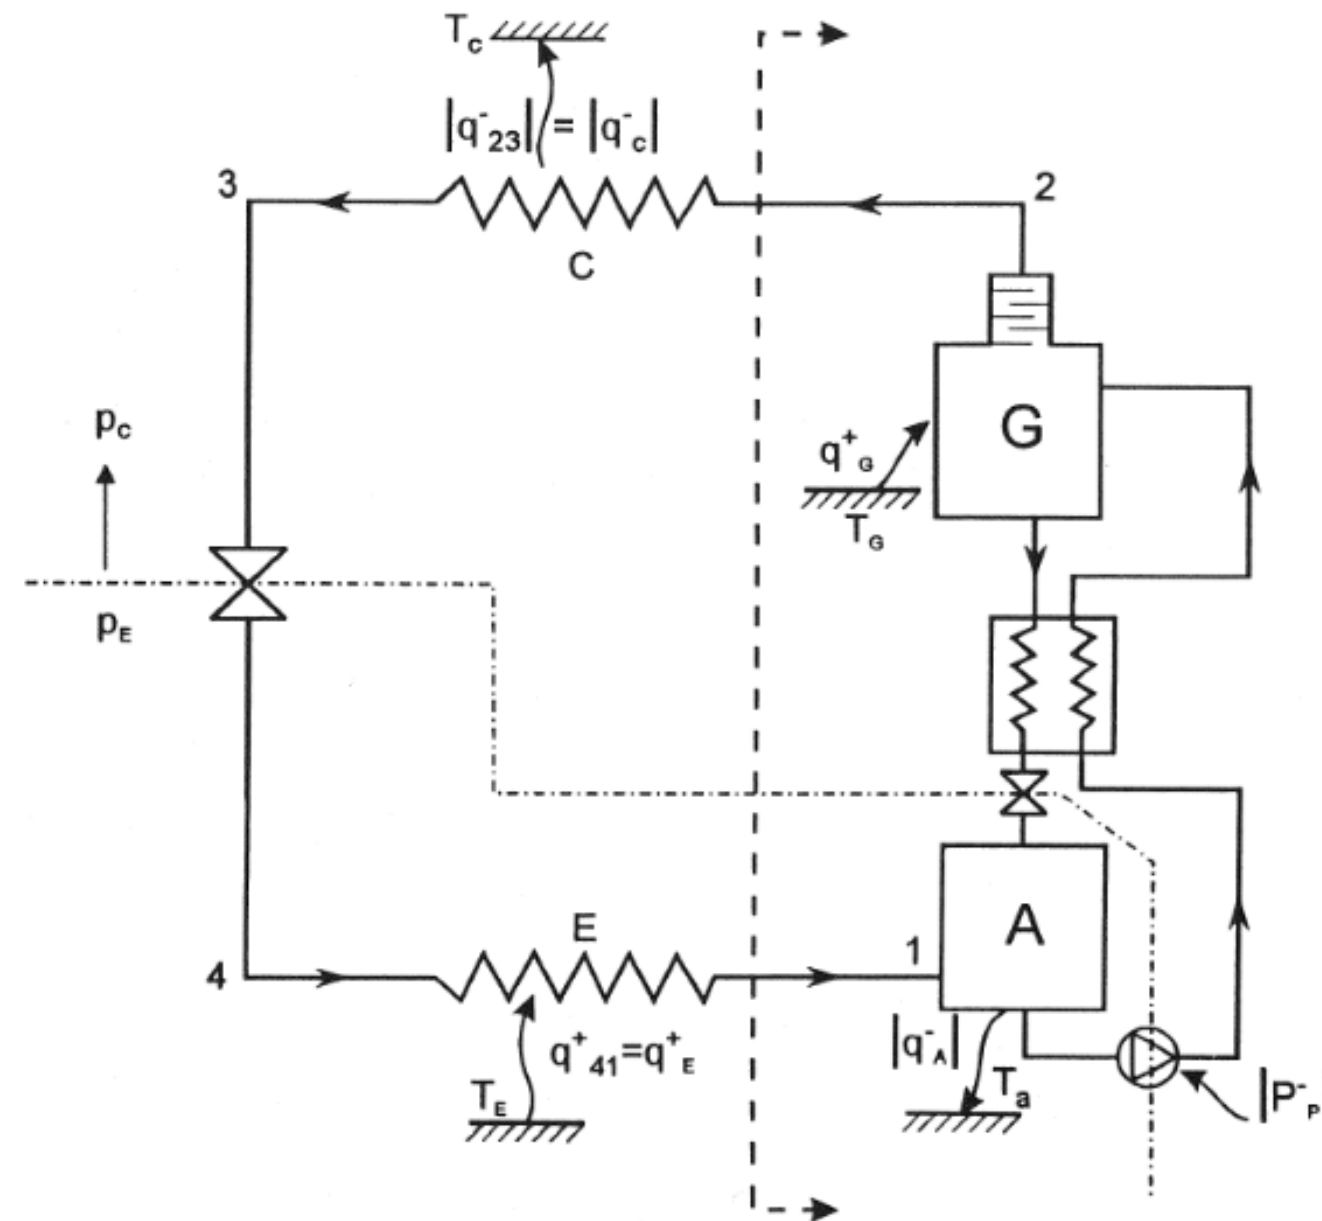 T_c
|q⁻₂₃| = |q⁻_c|
3
2
C
p_C
G
q⁺_G
T_G
p_E
E
A
1
4
q⁺₄₁=q⁺_E
|q⁻_A|
T_E
T_a
|P⁻_P